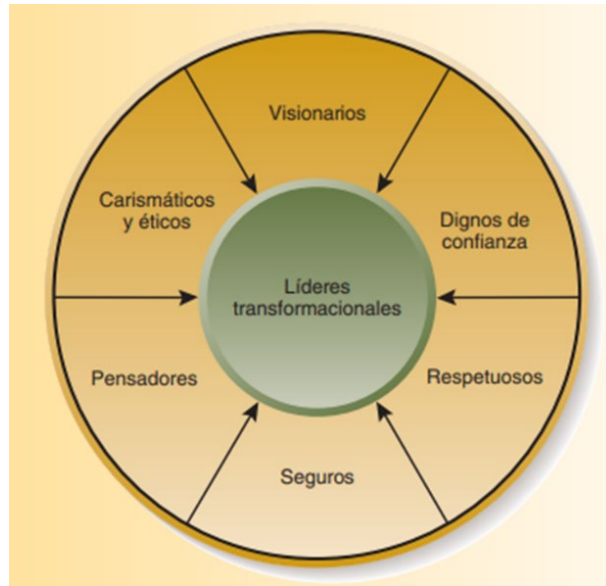 Visionarios
Carismáticos
y éticos
Dignos de
confianza
Líderes
transformacionales
Pensadores
Respetuosos
Seguros